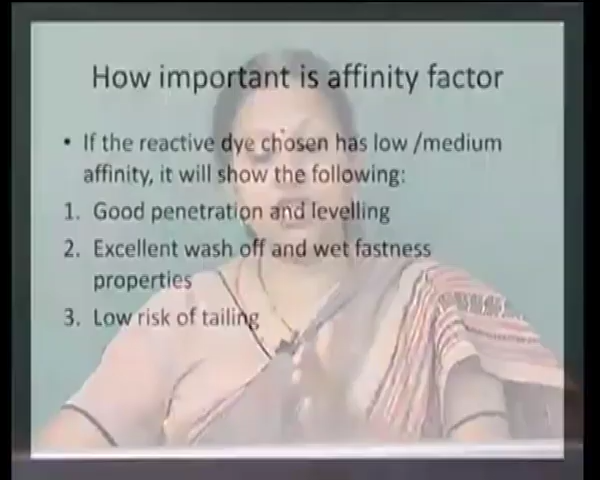 How important is affinity factor
• If the reactive dye chosen has low /medium
affinity, it will show the following:
1. Good penetration and levelling
2. Excellent wash off and wet fastness
properties
3. Low risk of tailing